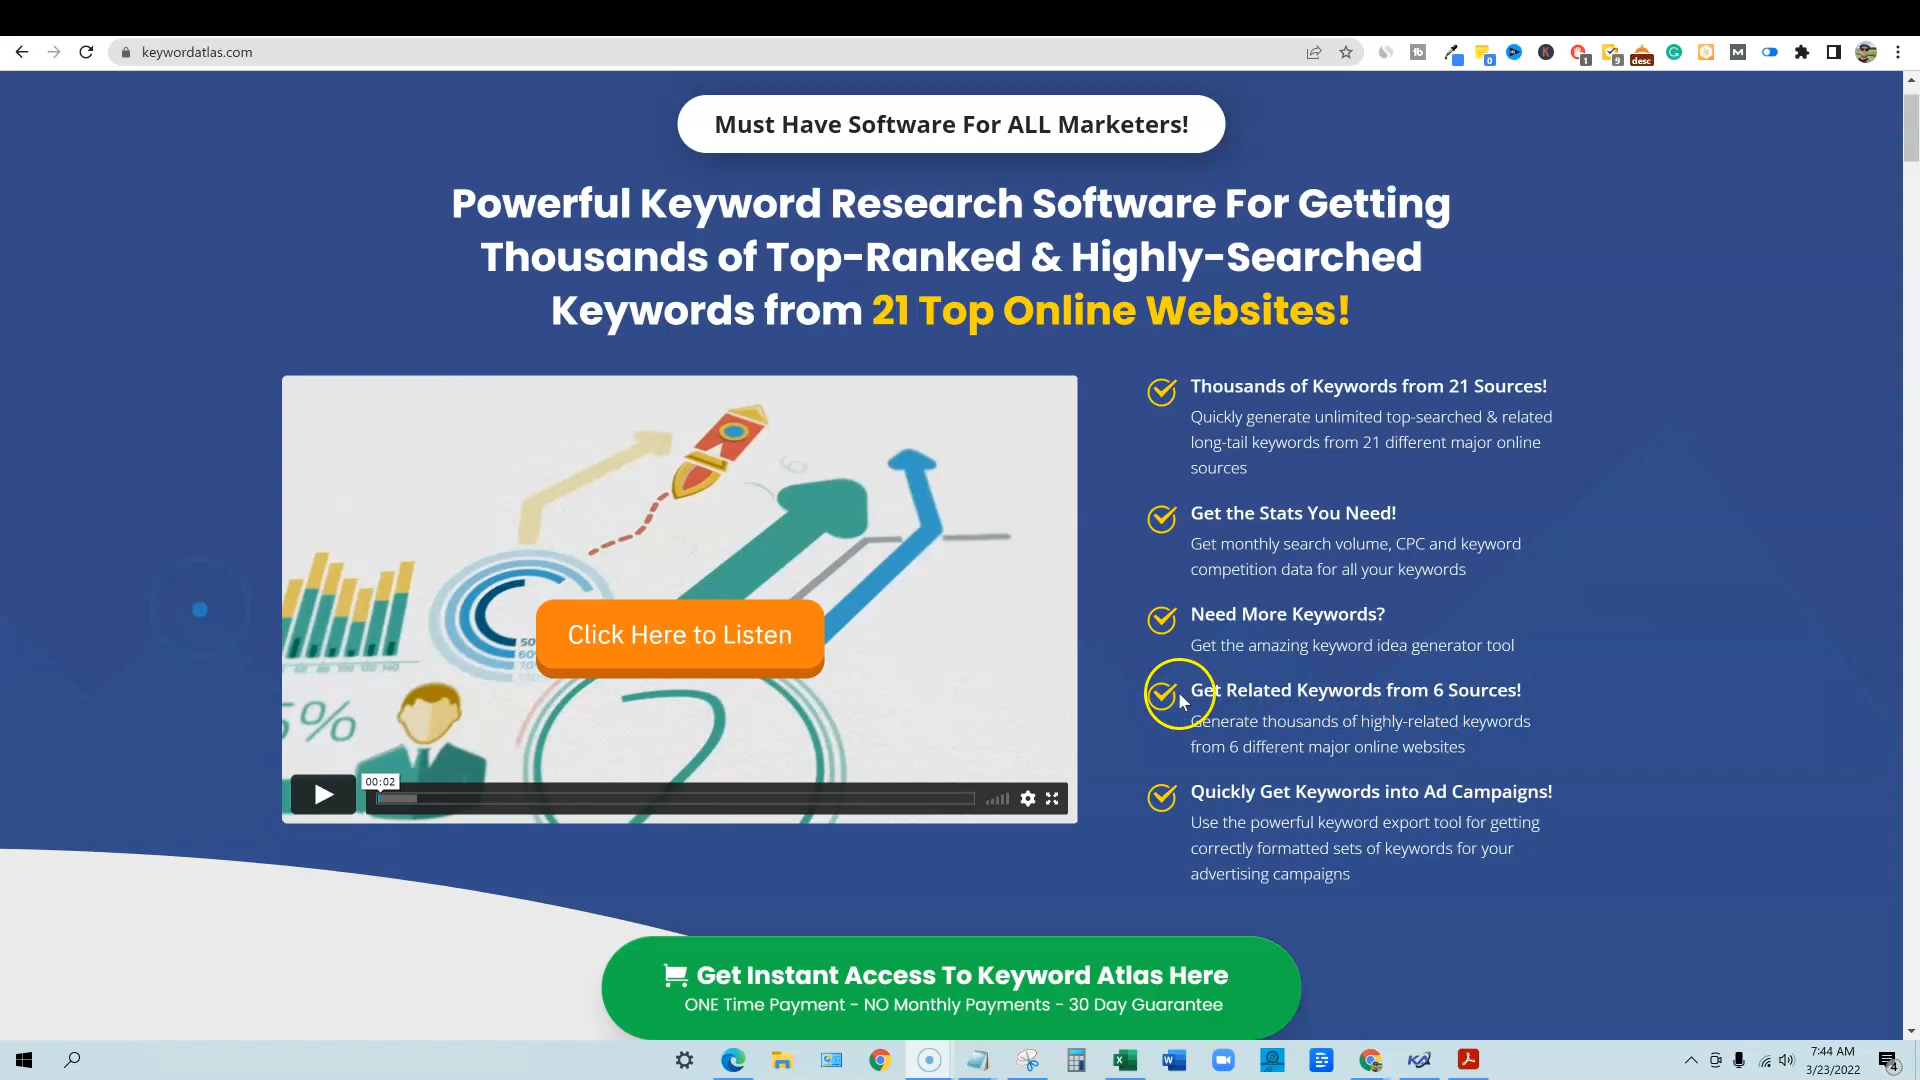 keywordatlas.com
0
1
9
desc
Must Have Software For ALL Marketers!
Powerful Keyword Research Software For Getting
Thousands of Top-Ranked & Highly-Searched
Keywords from 21 Top Online Websites!
Thousands of Keywords from 21 Sources!
Quickly generate unlimited top-searched & related
long-tail keywords from 21 different major online
sources
Get the Stats You Need!
Get monthly search volume, CPC and keyword
competition data for all your keywords
Need More Keywords?
Get the amazing keyword idea generator tool
Get Related Keywords from 6 Sources!
Generate thousands of highly-related keywords
from 6 different major online websites
Quickly Get Keywords into Ad Campaigns!
Use the powerful keyword export tool for getting
correctly formatted sets of keywords for your
advertising campaigns
Click Here to Listen
5%
00:02
Get Instant Access To Keyword Atlas Here
ONE Time Payment - NO Monthly Payments - 30 Day Guarantee
7:44 AM
3/23/2022
4